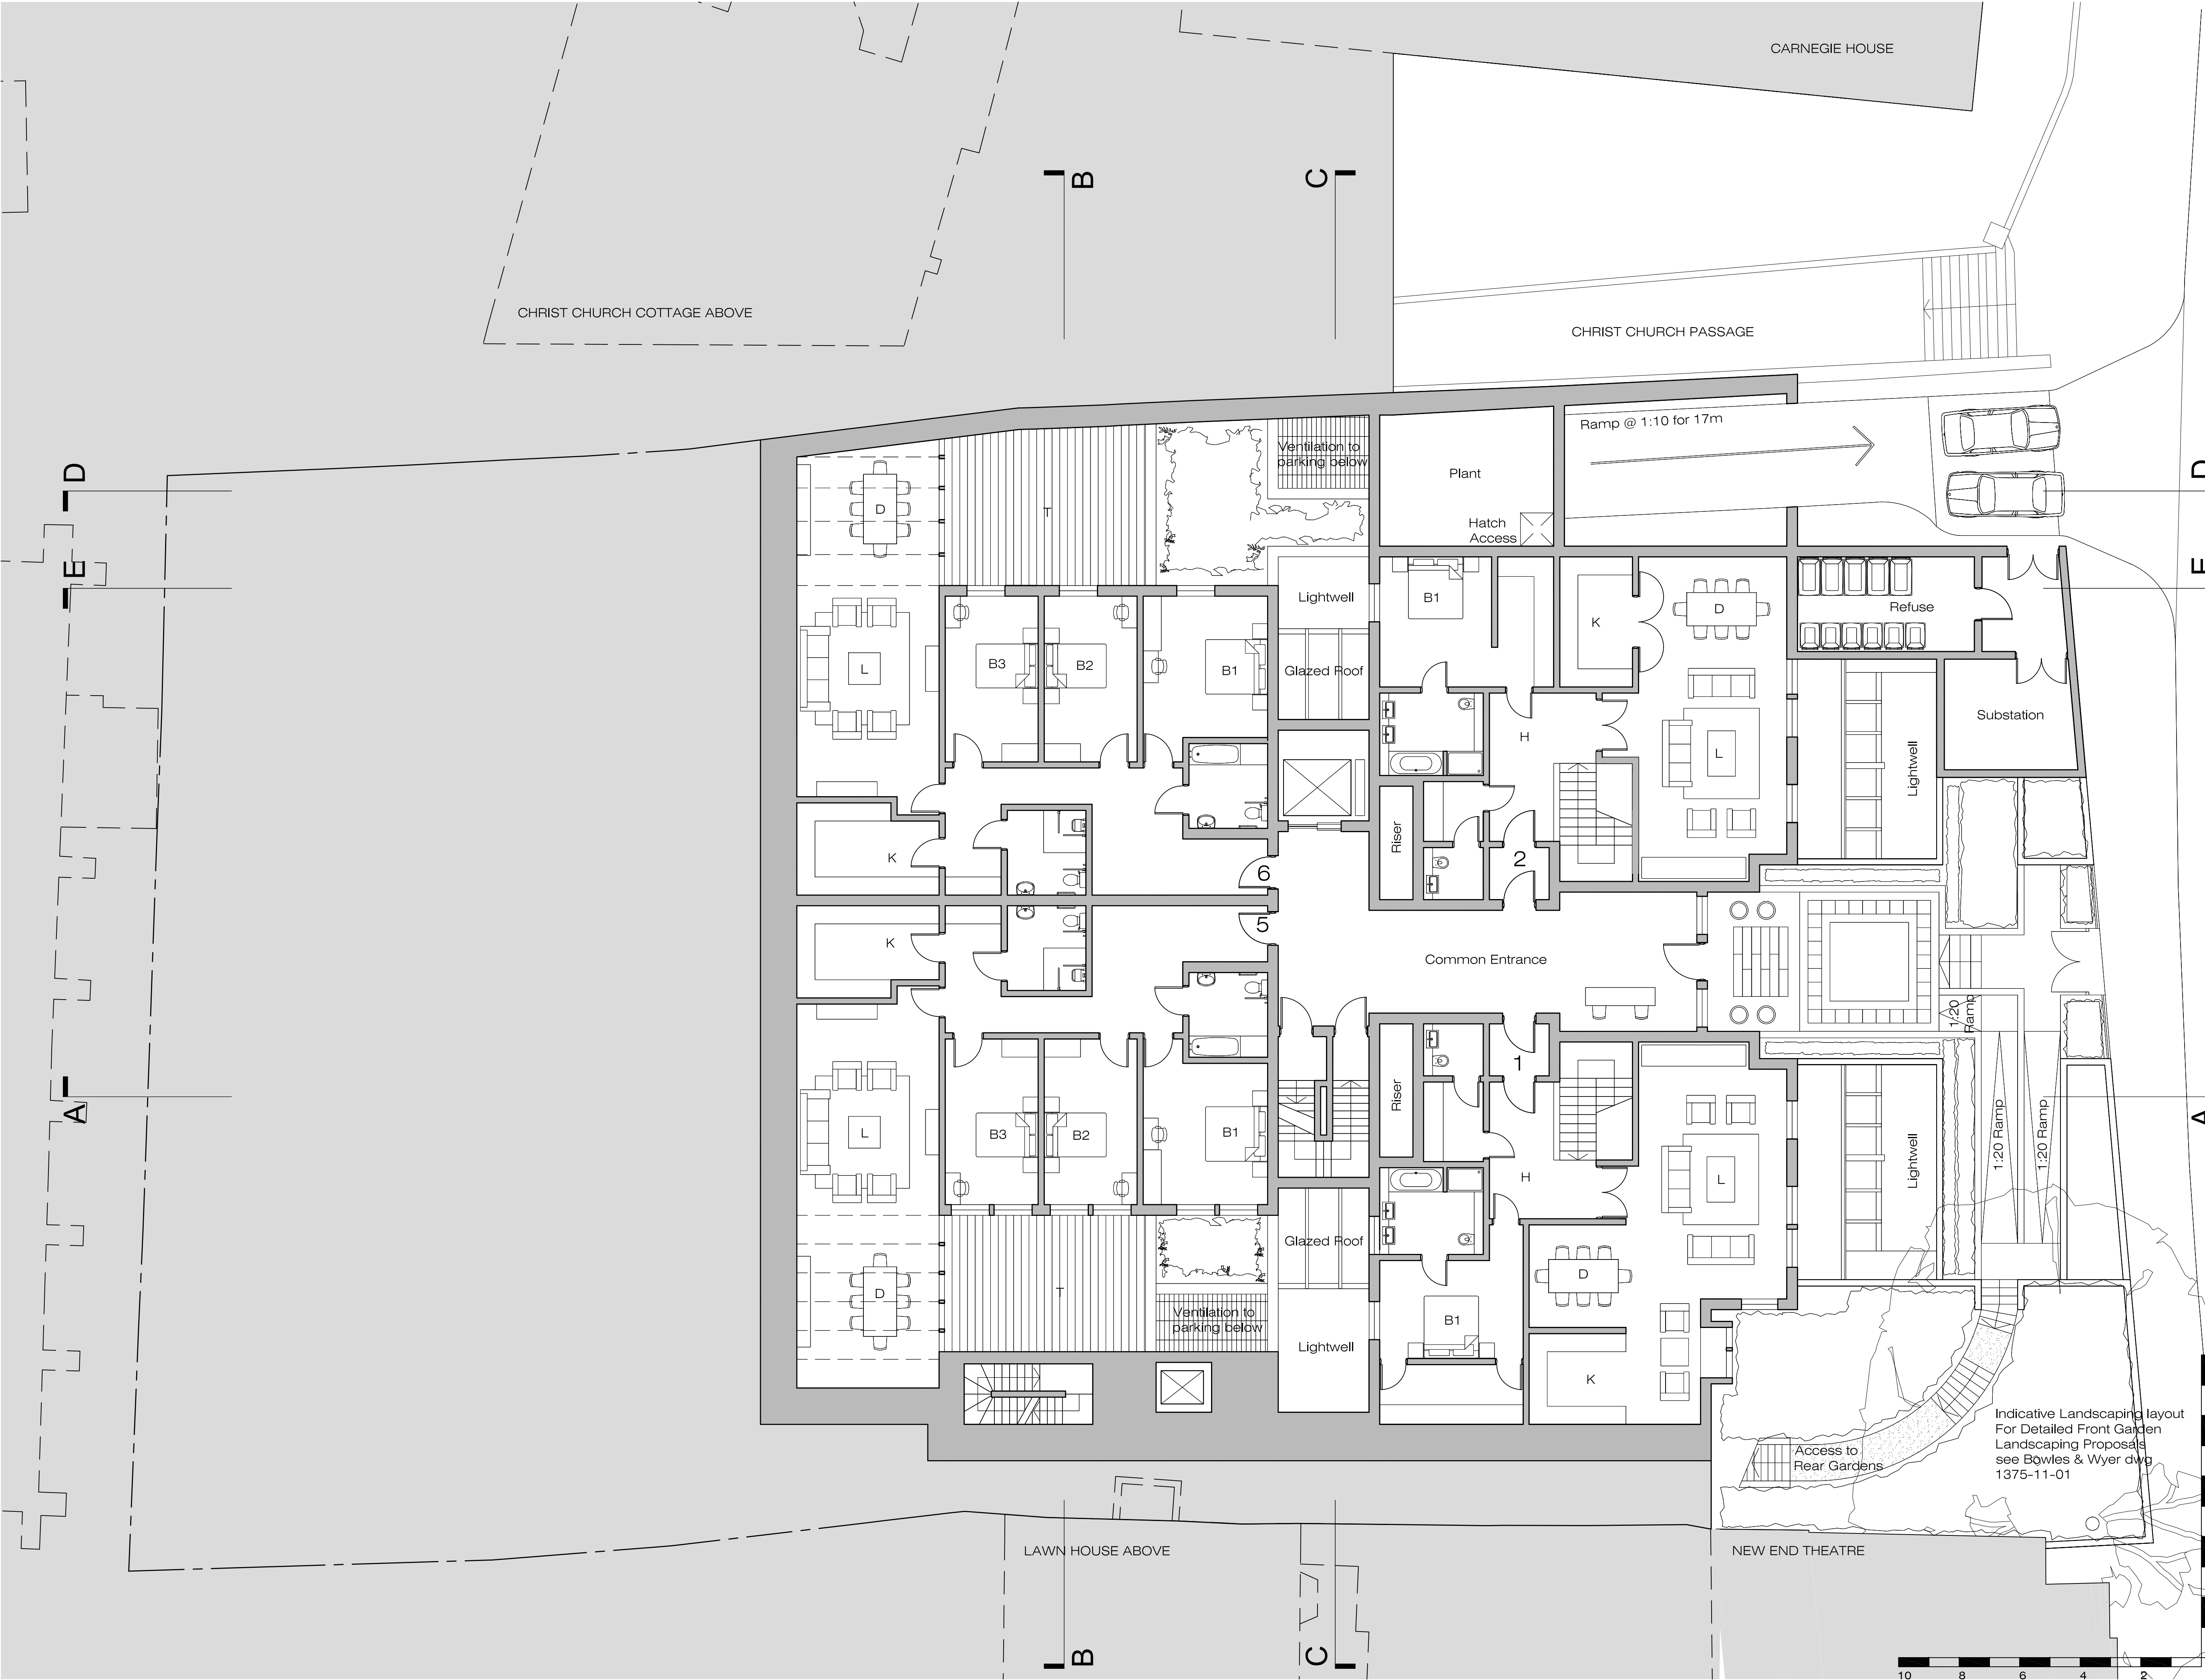 CARNEGIE HOUSE
B
C
CHRIST CHURCH COTTAGE ABOVE
CHRIST CHURCH PASSAGE
Ramp @ 1:10 for 17m
D
D
Ventilation to
parking below
Plant
D
T
Hatch
Access
E
E
Lightwell
B1
K
D
Refuse
L
B3
B2
B1
Glazed Roof
Substation
H
L
Lightwell
Riser
K
2
6
5
K
Common Entrance
1:20
Ramp
1
Riser
A
A
L
B3
B2
B1
H
L
Lightwell
1:20 Ramp
1:20 Ramp
Glazed Roof
D
T
D
Ventilation to
parking below
Lightwell
B1
K
Indicative Landscaping layout
For Detailed Front Garden
Landscaping Proposals
see Bowles & Wyer dwg
1375-11-01
Access to
Rear Gardens
LAWN HOUSE ABOVE
NEW END THEATRE
B
C
10 8 6 4 2